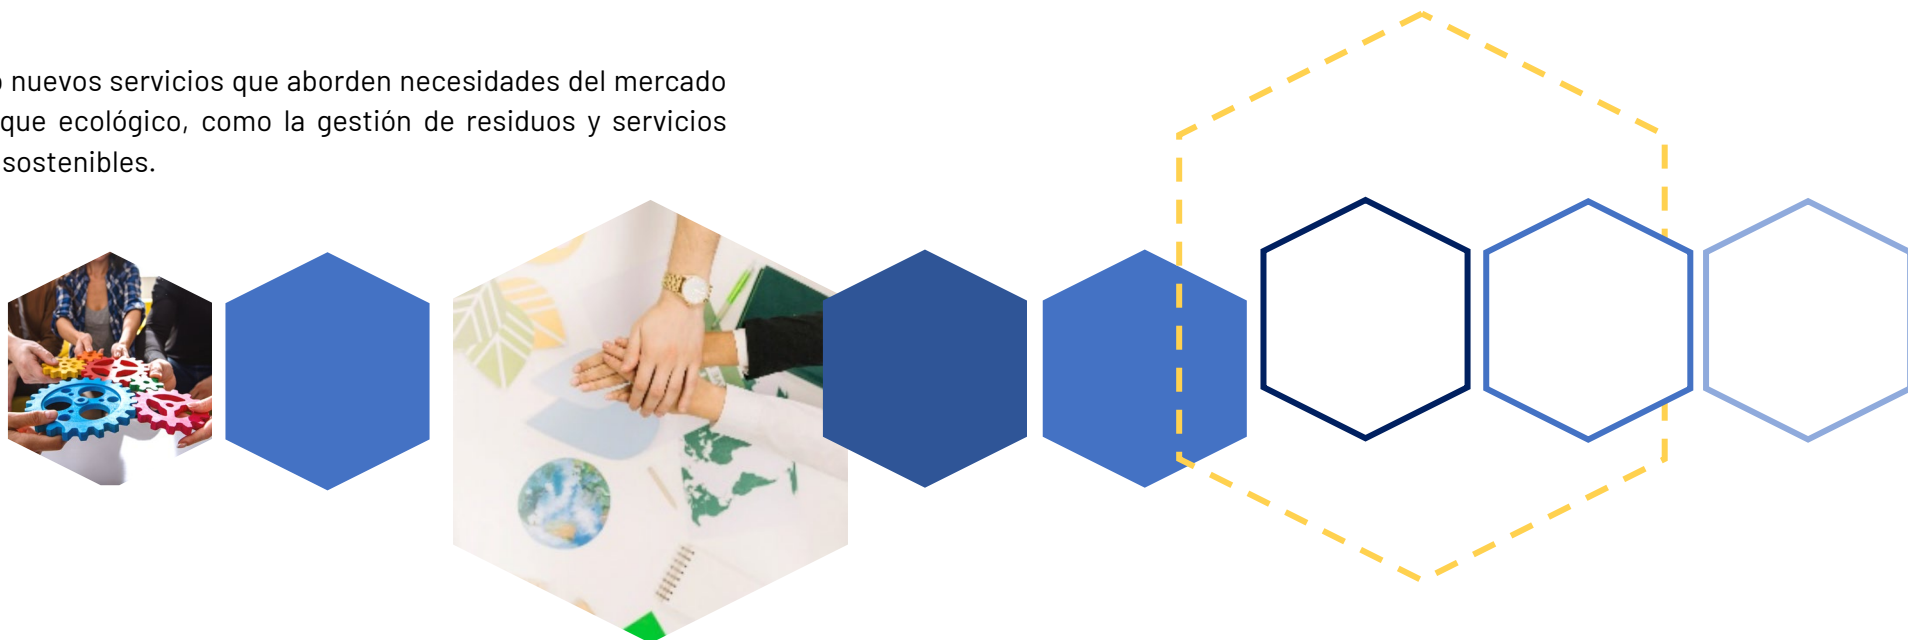 nuevos servicios que aborden necesidades del mercado
que ecológico, como la gestión de residuos y servicios
sostenibles.